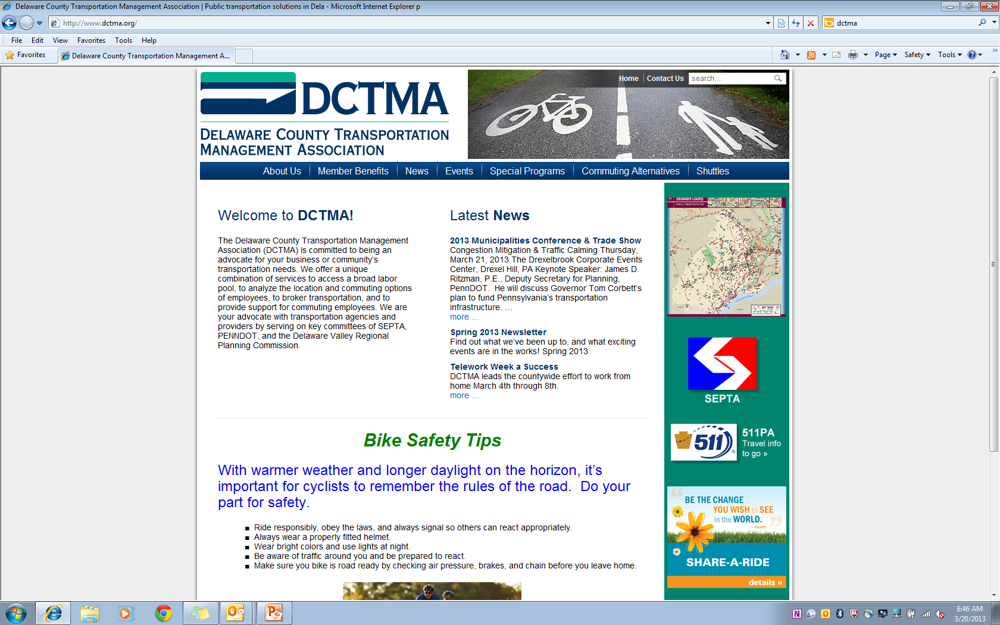 Delaware County Transportation Management Association | Public transportation solutions in Dela - Microsoft Internet Explorer p
http://www.dctma.org/
dctma
File Edit View Favorites Tools Help
Favorites
Delaware County Transportation Management A...
Page Safety Tools
DCTMA
DELAWARE COUNTY TRANSPORTATION
MANAGEMENT ASSOCIATION
Home Contact Us search...
About Us Member Benefits News Events Special Programs Commuting Alternatives Shuttles
Welcome to DCTMA!
The Delaware County Transportation Management
Association (DCTMA) is committed to being an
advocate for your business or community's
transportation needs. We offer a unique
combination of services to access a broad labor
pool, to analyze the location and commuting options
of employees, to broker transportation, and to
provide support for commuting employees. We are
your advocate with transportation agencies and
providers by serving on key committees of SEPTA,
PENNDOT, and the Delaware Valley Regional
Planning Commission.
Latest News
2013 Municipalities Conference & Trade Show
Congestion Mitigation & Traffic Calming Thursday,
March 21, 2013 The Drexelbrook Corporate Events
Center, Drexel Hill, PA Keynote Speaker: James D.
Ritzman, P.E., Deputy Secretary for Planning,
PennDOT.  He will discuss Governor Tom Corbett's
plan to fund Pennsylvania's transportation
infrastructure. …
more …
Spring 2013 Newsletter
Find out what we've been up to, and what exciting
events are in the works! Spring 2013
Telework Week a Success
DCTMA leads the countywide effort to work from
home March 4th through 8th.
more …
Delaware County
PUBLIC TRANSPORTATION
SEPTA
511
511PA
Travel info
to go »
"BE THE CHANGE
YOU WISH to SEE
in the WORLD."
— Gandhi
SHARE-A-RIDE
details »
Bike Safety Tips
With warmer weather and longer daylight on the horizon, it's
important for cyclists to remember the rules of the road.  Do your
part for safety.
▪ Ride responsibly, obey the laws, and always signal so others can react appropriately.
▪ Always wear a properly fitted helmet.
▪ Wear bright colors and use lights at night.
▪ Be aware of traffic around you and be prepared to react.
▪ Make sure you bike is road ready by checking air pressure, brakes, and chain before you leave home.
6:46 AM
3/20/2013